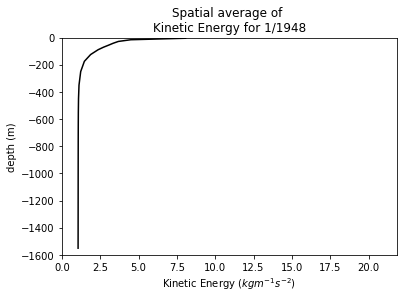 Spatial average of
Kinetic Energy for 1/1948
0
−200
−400
−600
−800
−1000
−1200
−1400
−1600
depth (m)
0.0 2.5 5.0 7.5 10.0 12.5 15.0 17.5 20.0
Kinetic Energy (kgm⁻¹s⁻²)